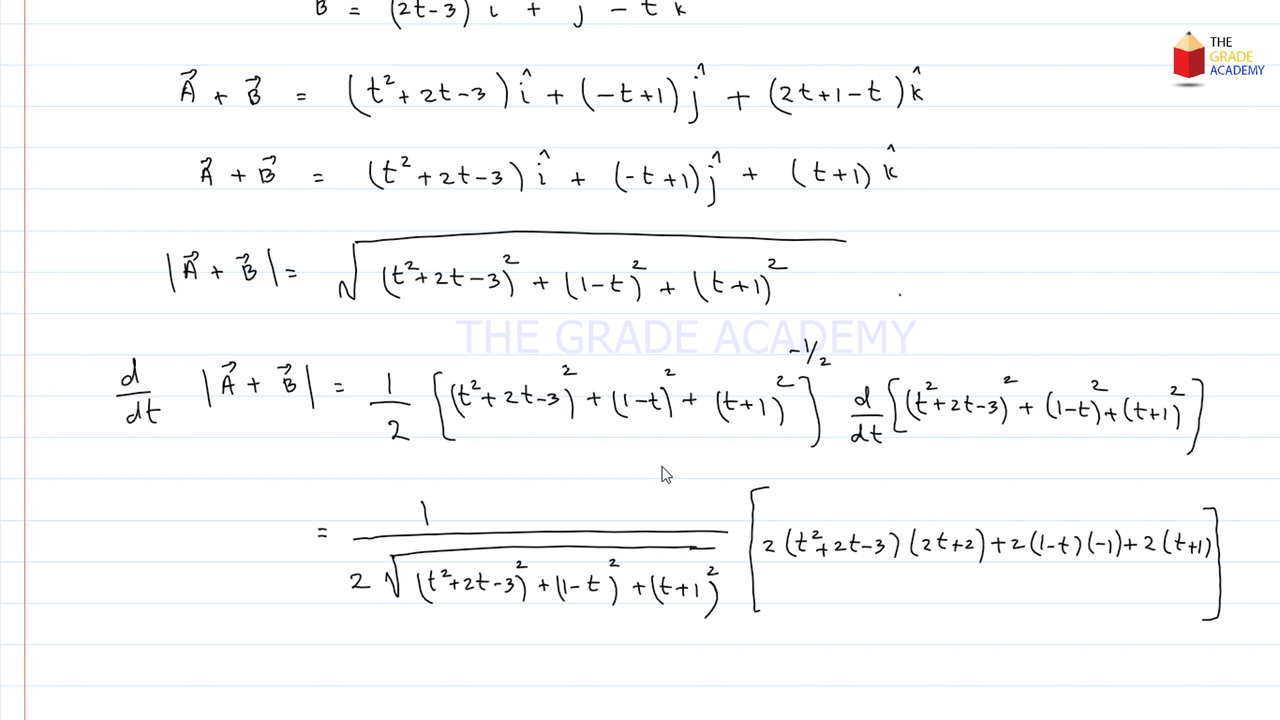 B = (2t-3) i + j - t k
THE
GRADE
ACADEMY
A⃗ + B⃗ = (t² + 2t - 3) î + (-t+1) ĵ + (2t+1-t) k̂
A⃗ + B⃗ = (t² + 2t - 3) î + (-t+1) ĵ + (t+1) k̂
|A⃗ + B⃗| = √((t²+2t-3)² + (1-t)² + (t+1)²)
THE GRADE ACADEMY
d/dt |A⃗ + B⃗| = 1/2 [(t²+2t-3)² + (1-t)² + (t+1)²]^(-1/2) d/dt [(t²+2t-3)² + (1-t)² + (t+1)²]
= 1/(2√((t²+2t-3)² + (1-t)² + (t+1)²)) [2(t²+2t-3)(2t+2) + 2(1-t)(-1) + 2(t+1)]